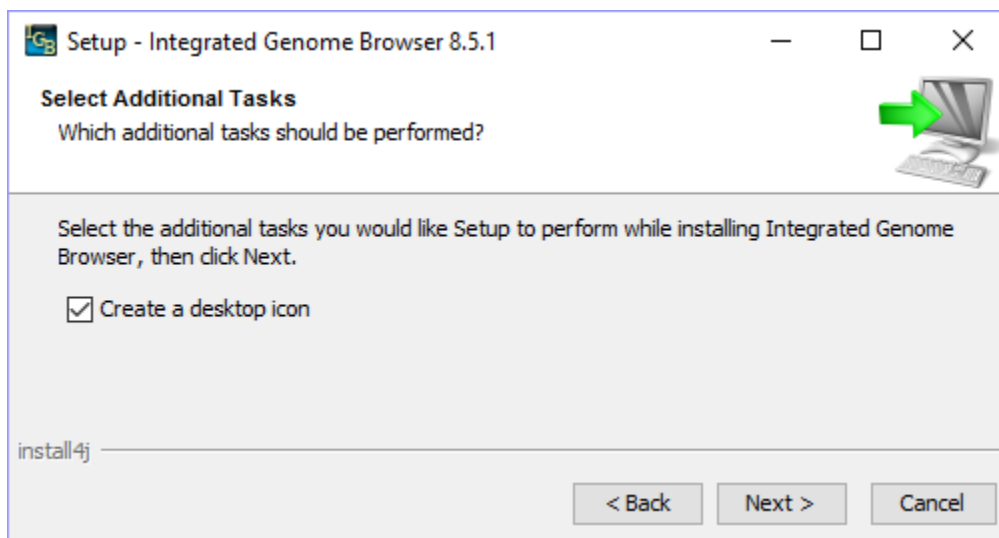 IGB Setup - Integrated Genome Browser 8.5.1
Select Additional Tasks
Which additional tasks should be performed?
Select the additional tasks you would like Setup to perform while installing Integrated Genome
Browser, then click Next.
Create a desktop icon
install4j
< Back Next > Cancel